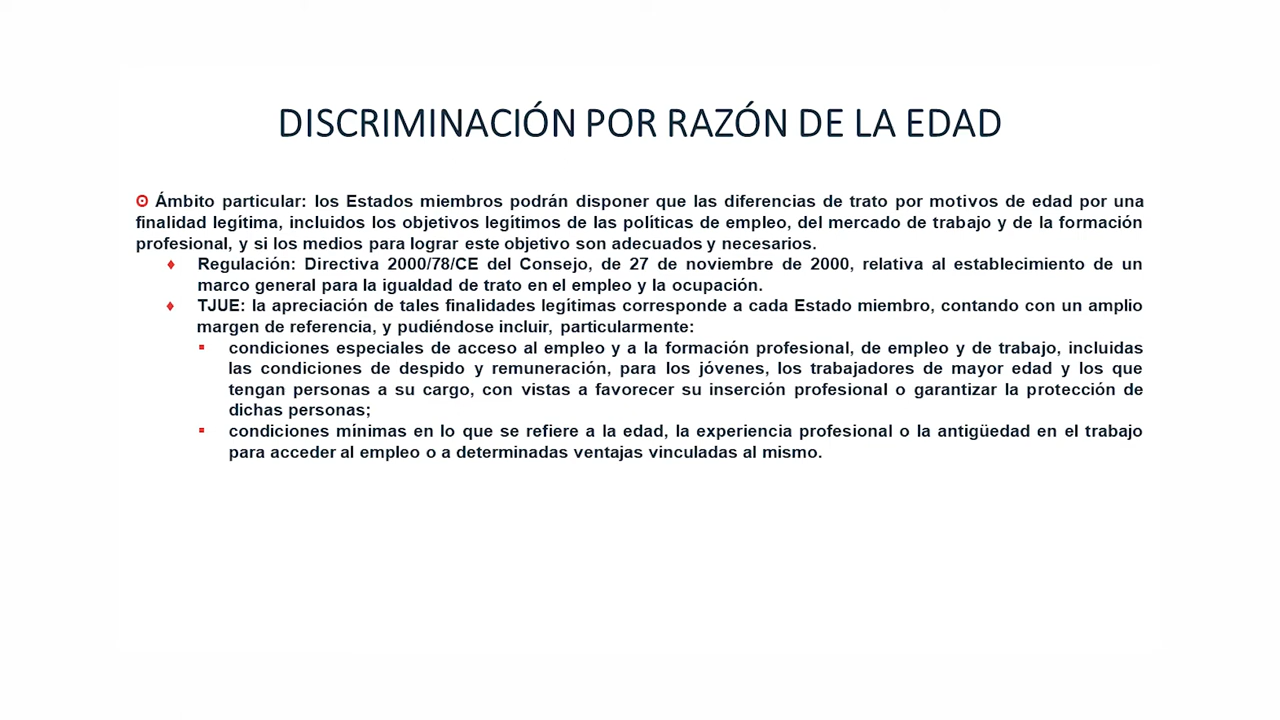 DISCRIMINACIÓN POR RAZÓN DE LA EDAD
Ámbito particular: los Estados miembros podrán disponer que las diferencias de trato por motivos de edad por una
finalidad legítima, incluidos los objetivos legítimos de las políticas de empleo, del mercado de trabajo y de la formación
profesional, y si los medios para lograr este objetivo son adecuados y necesarios.
Regulación: Directiva 2000/78/CE del Consejo, de 27 de noviembre de 2000, relativa al establecimiento de un
marco general para la igualdad de trato en el empleo y la ocupación.
TJUE: la apreciación de tales finalidades legítimas corresponde a cada Estado miembro, contando con un amplio
margen de referencia, y pudiéndose incluir, particularmente:
condiciones especiales de acceso al empleo y a la formación profesional, de empleo y de trabajo, incluidas
las condiciones de despido y remuneración, para los jóvenes, los trabajadores de mayor edad y los que
tengan personas a su cargo, con vistas a favorecer su inserción profesional o garantizar la protección de
dichas personas;
condiciones mínimas en lo que se refiere a la edad, la experiencia profesional o la antigüedad en el trabajo
para acceder al empleo o a determinadas ventajas vinculadas al mismo.